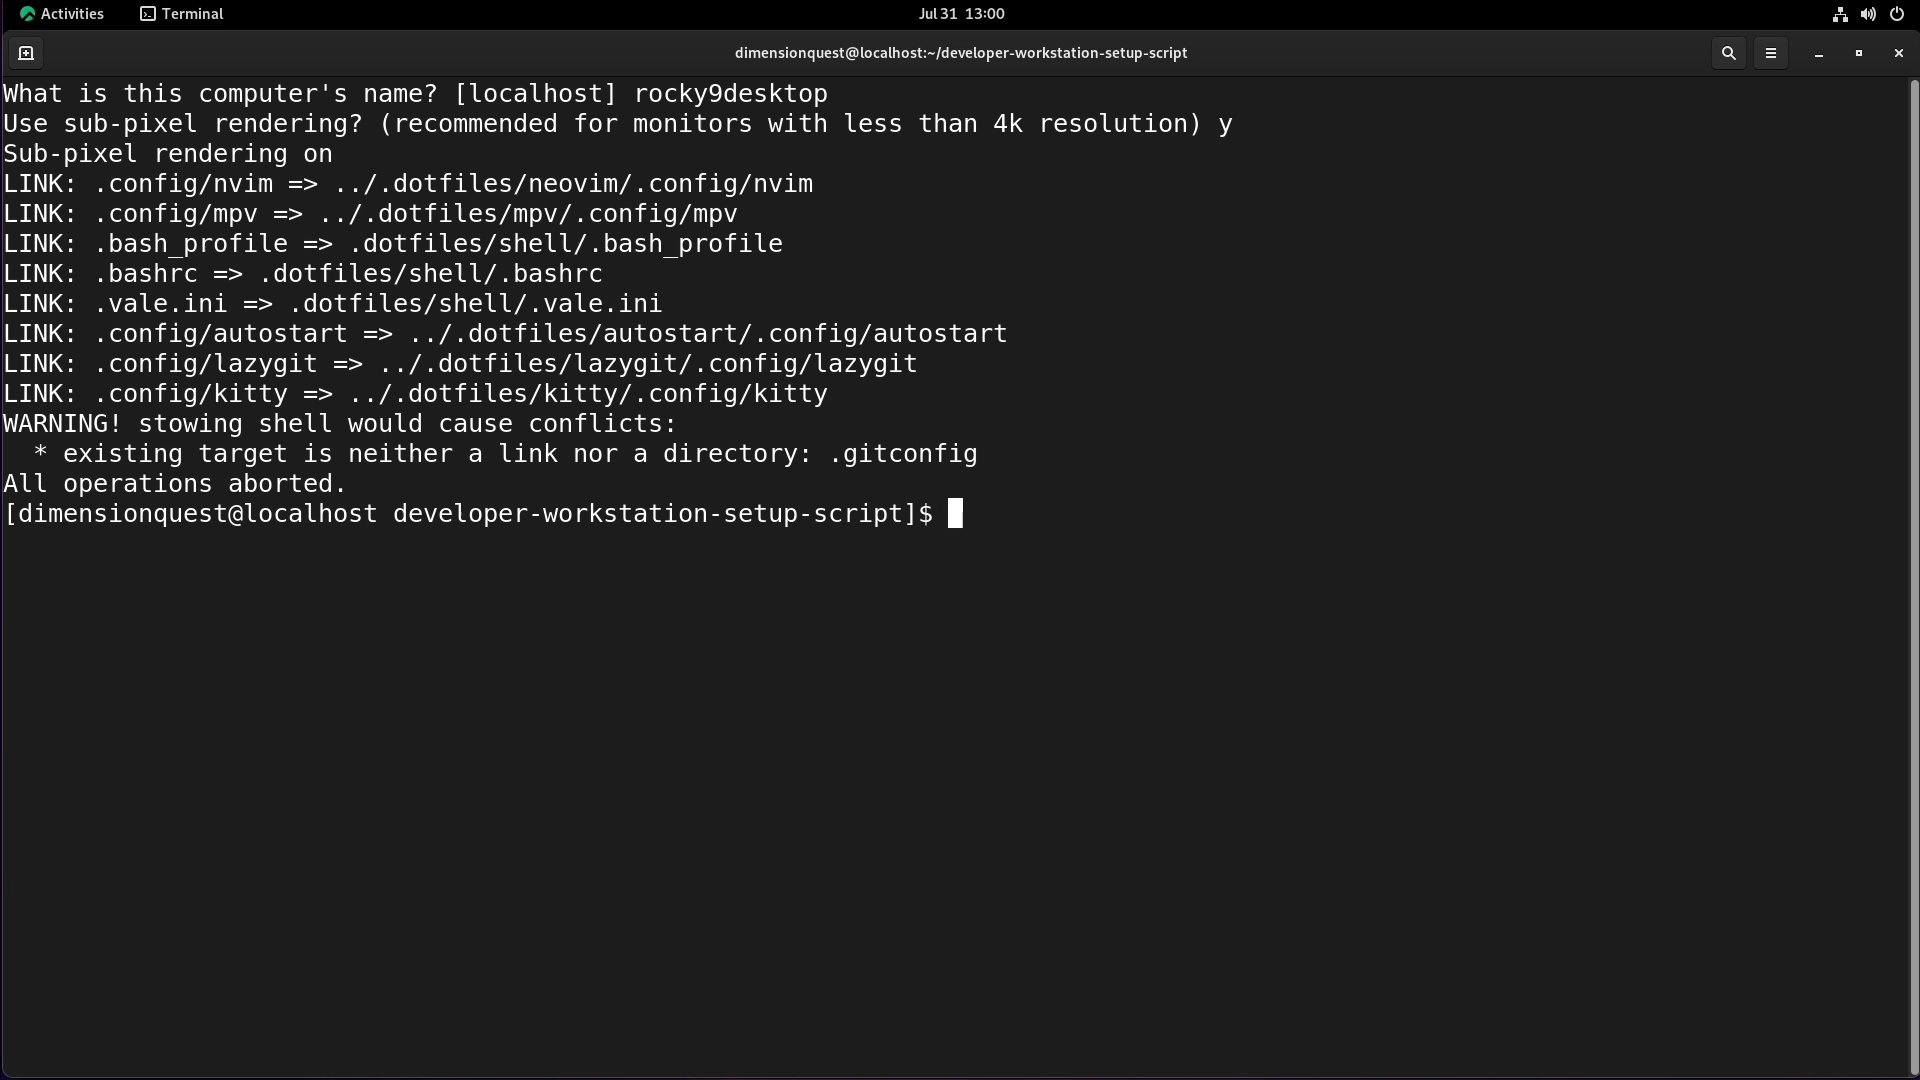 Activities Terminal Jul 31 13:00
dimensionquest@localhost:~/developer-workstation-setup-script
What is this computer's name? [localhost] rocky9desktop
Use sub-pixel rendering? (recommended for monitors with less than 4k resolution) y
Sub-pixel rendering on
LINK: .config/nvim => ../.dotfiles/neovim/.config/nvim
LINK: .config/mpv => ../.dotfiles/mpv/.config/mpv
LINK: .bash_profile => .dotfiles/shell/.bash_profile
LINK: .bashrc => .dotfiles/shell/.bashrc
LINK: .vale.ini => .dotfiles/shell/.vale.ini
LINK: .config/autostart => ../.dotfiles/autostart/.config/autostart
LINK: .config/lazygit => ../.dotfiles/lazygit/.config/lazygit
LINK: .config/kitty => ../.dotfiles/kitty/.config/kitty
WARNING! stowing shell would cause conflicts:
  * existing target is neither a link nor a directory: .gitconfig
All operations aborted.
[dimensionquest@localhost developer-workstation-setup-script]$